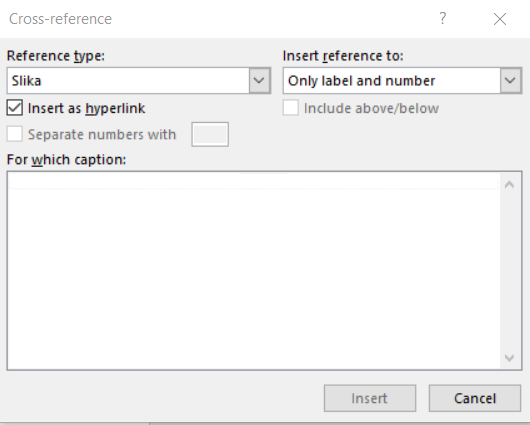 Cross-reference ? ×
Reference type: Insert reference to:
Slika Only label and number
Insert as hyperlink Include above/below
Separate numbers with
For which caption:
Insert Cancel